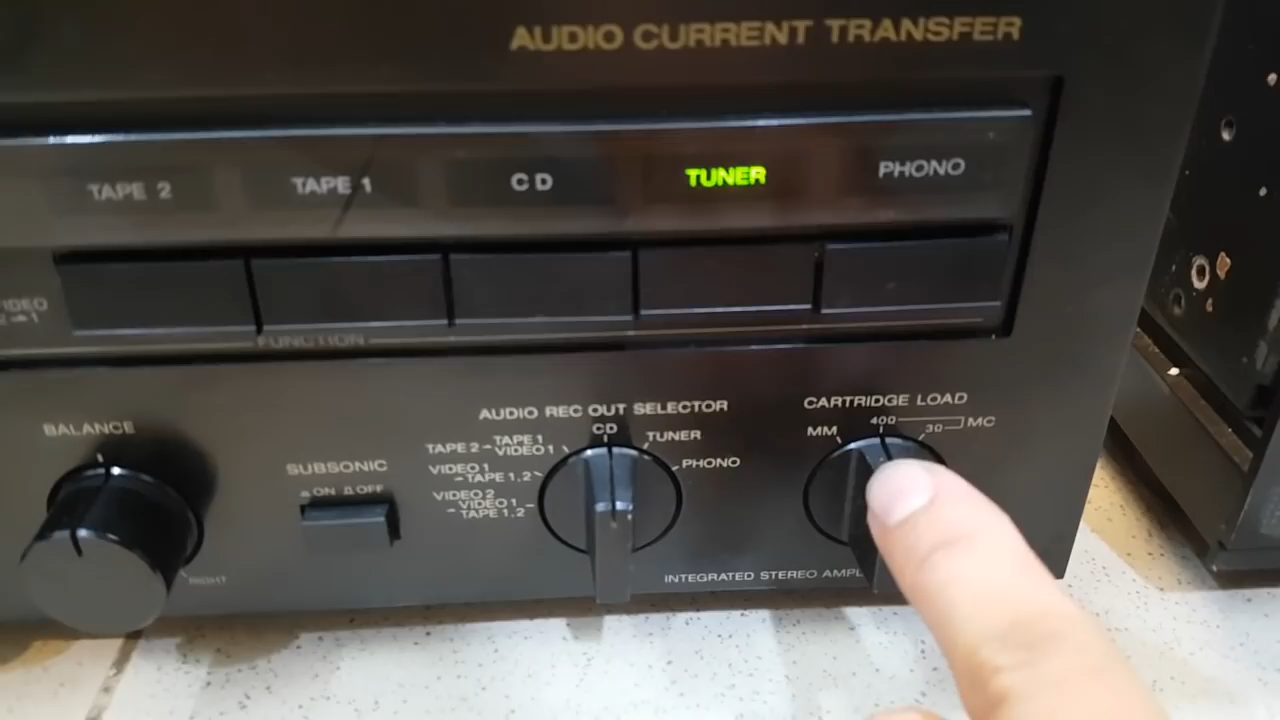 AUDIO CURRENT TRANSFER
TAPE 2 TAPE 1 CD TUNER PHONO
VIDEO
FUNCTION
BALANCE
RIGHT
SUBSONIC
ON OFF
AUDIO REC OUT SELECTOR
CD
TUNER
PHONO
TAPE 2 TAPE 1
VIDEO 1
VIDEO 1
TAPE 1,2
VIDEO 2
VIDEO 1
TAPE 1,2
CARTRIDGE LOAD
MM 400 30 MC
INTEGRATED STEREO